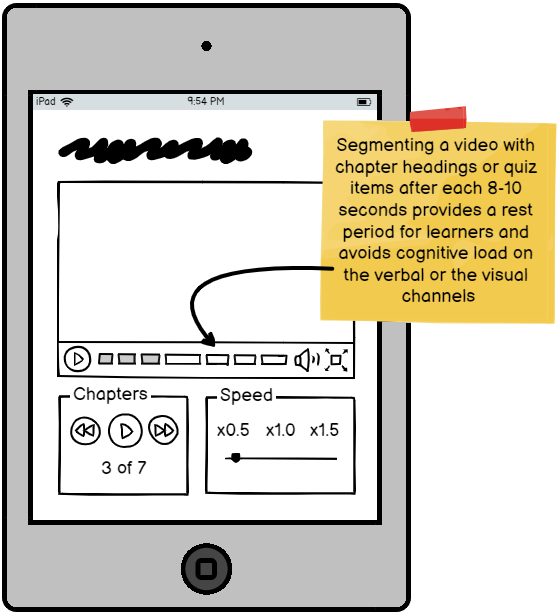 iPad 9:54 PM
Segmenting a video with
chapter headings or quiz
items after each 8-10
seconds provides a rest
period for learners and
avoids cognitive load on
the verbal or the visual
channels
Chapters
3 of 7
Speed
x0.5 x1.0 x1.5